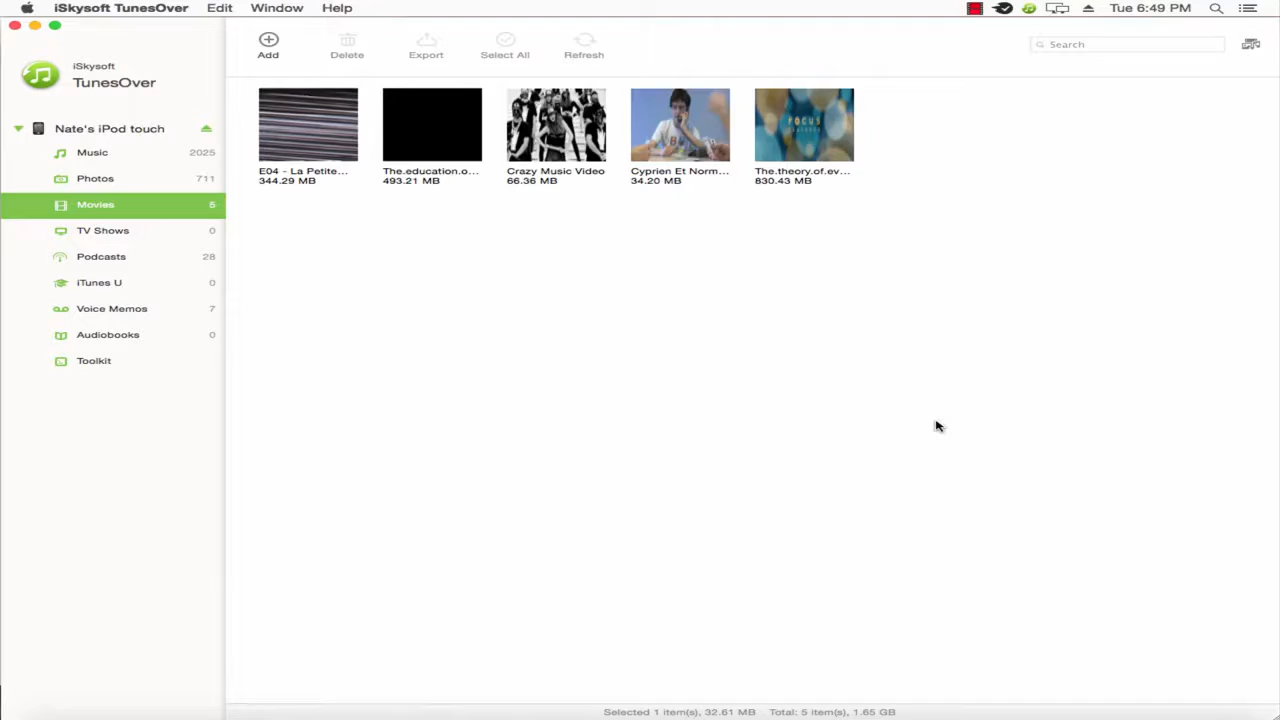 iSkysoft TunesOver Edit Window Help Tue 6:49 PM
Add Delete Export Select All Refresh
Search
iSkysoft
TunesOver
Nate's iPod touch
Music 2025
Photos 711
Movies 5
TV Shows 0
Podcasts 28
iTunes U 0
Voice Memos 7
Audiobooks 0
Toolkit
FOCUS
E04 - La Petite... The.education.o... Crazy Music Video Cyprien Et Norm... The.theory.of.ev...
344.29 MB 493.21 MB 66.36 MB 34.20 MB 830.43 MB
Selected 1 item(s), 32.61 MB Total: 5 item(s), 1.65 GB